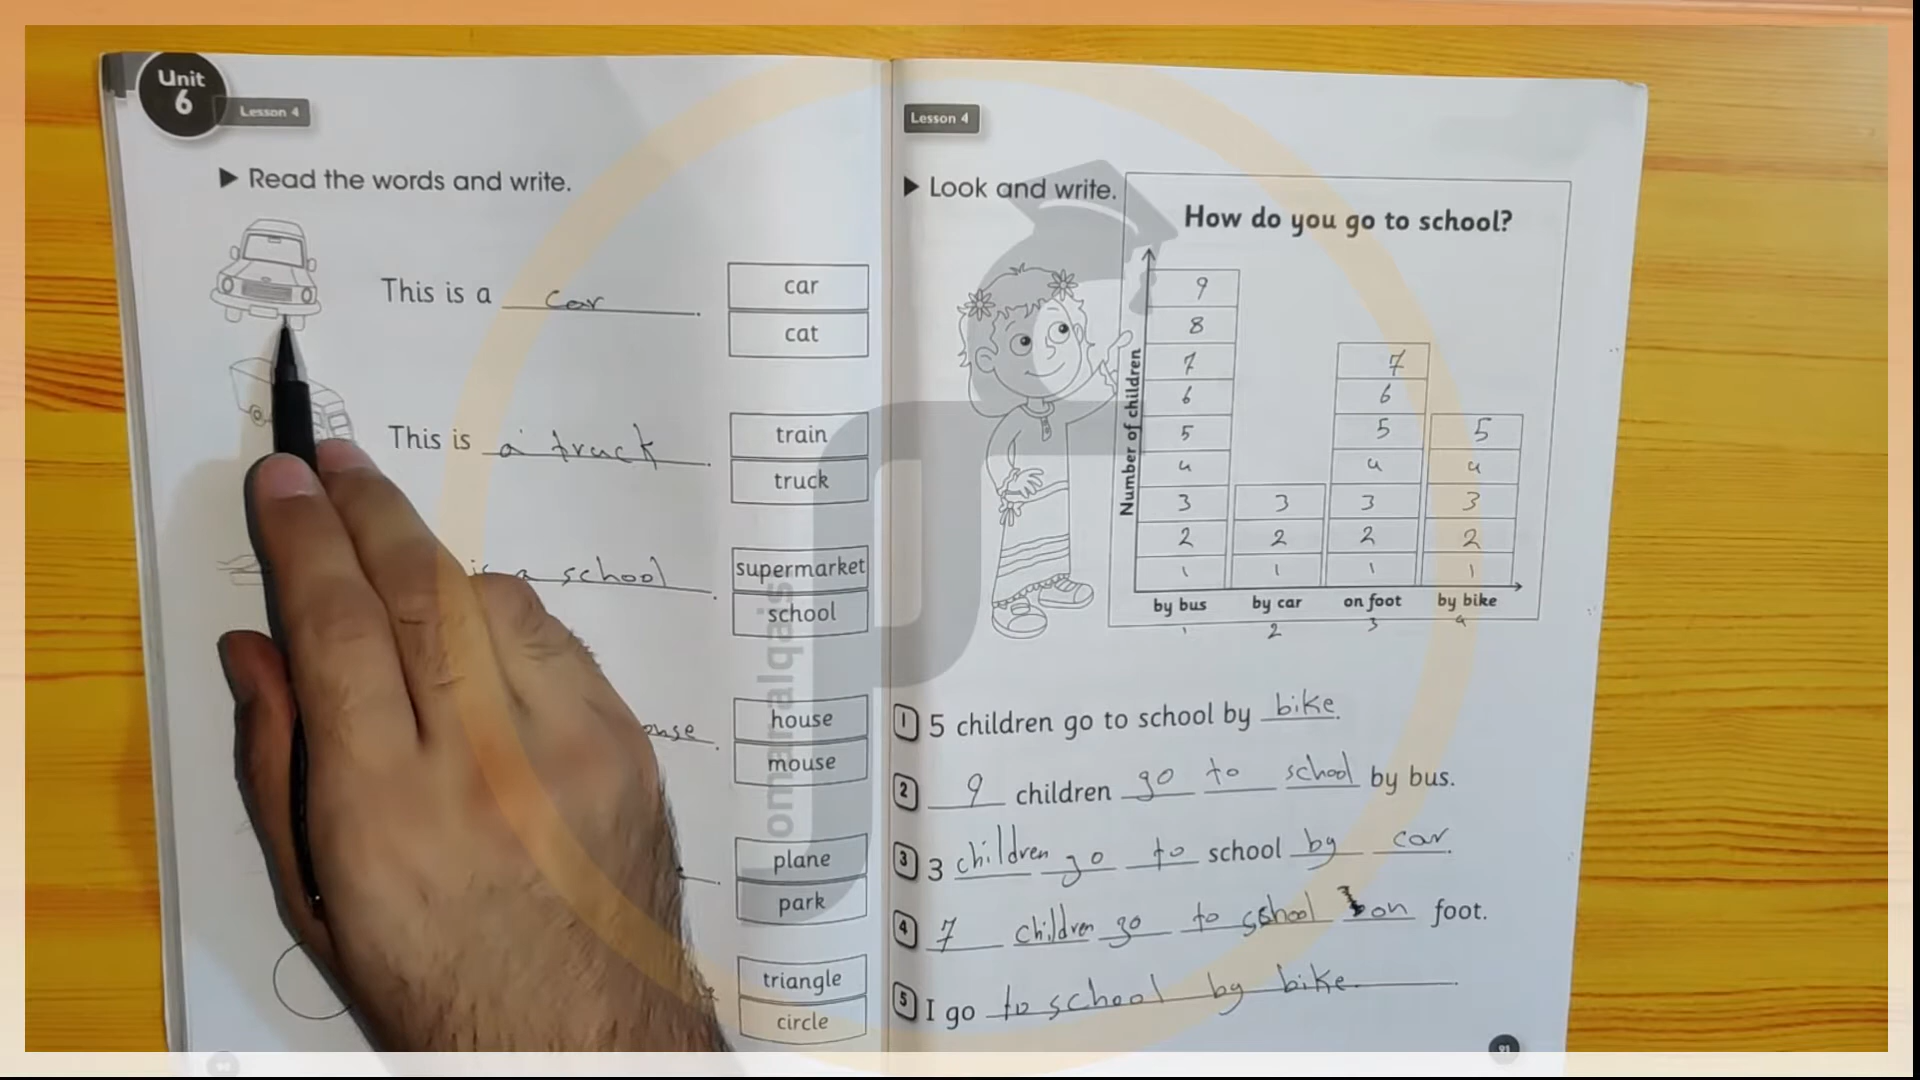 Unit
6
Lesson 4
Read the words and write.
This is a car.
car
cat
This is a truck.
train
truck
is a school.
supermarket
school
house
mouse
plane
park
triangle
circle
omaralqais
Lesson 4
Look and write.
How do you go to school?
Number of children
9
8
7 7
6 6
5 5 5
4 4 4
3 3 3 3
2 2 2 2
1 1 1 1
by bus by car on foot by bike
1 2 3 4
1 5 children go to school by bike.
2 9 children go to school by bus.
3 3 children go to school by car.
4 7 children go to school on foot.
5 I go to school by bike.
91